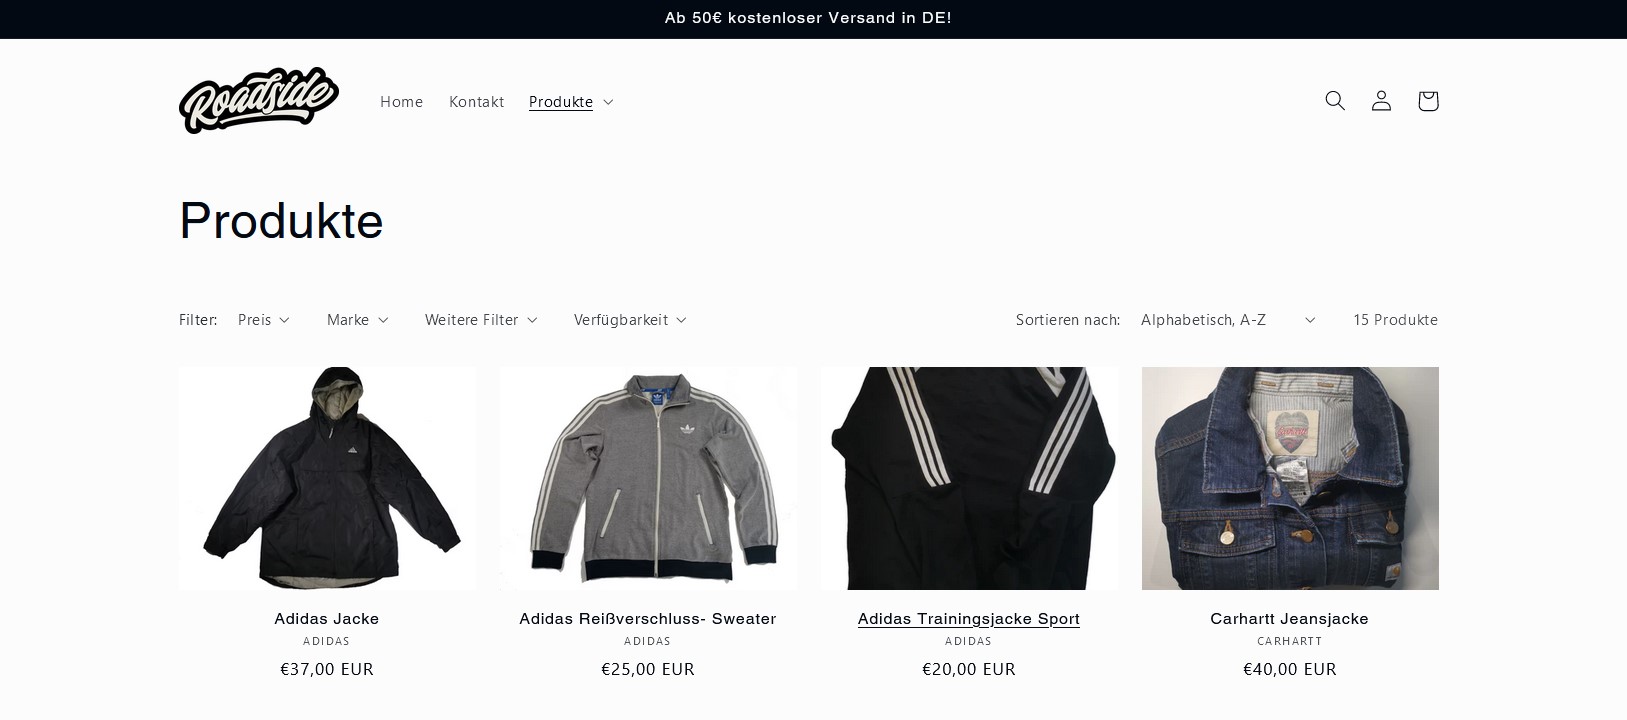 Ab 50€ kostenloser Versand in DE!
Roadside
Home Kontakt Produkte
Produkte
Filter: Preis Marke Weitere Filter Verfügbarkeit Sortieren nach: Alphabetisch, A-Z 15 Produkte
Adidas Jacke
ADIDAS
€37,00 EUR
Adidas Reißverschluss- Sweater
ADIDAS
€25,00 EUR
Adidas Trainingsjacke Sport
ADIDAS
€20,00 EUR
Carhartt Jeansjacke
CARHARTT
€40,00 EUR